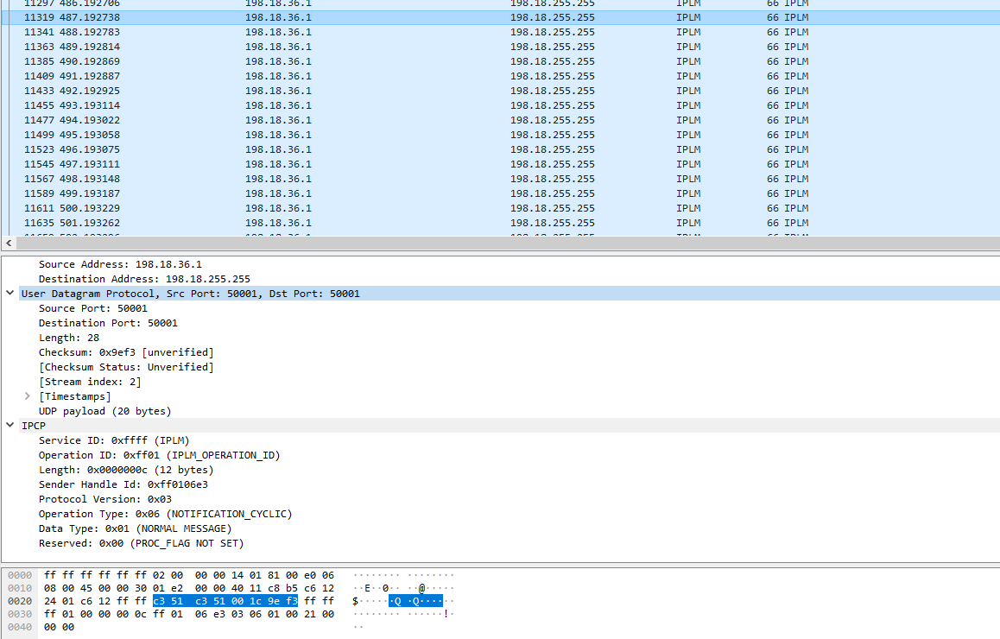 11297 486.192706 198.18.36.1 198.18.255.255 IPLM 66 IPLM
11319 487.192738 198.18.36.1 198.18.255.255 IPLM 66 IPLM
11341 488.192783 198.18.36.1 198.18.255.255 IPLM 66 IPLM
11363 489.192814 198.18.36.1 198.18.255.255 IPLM 66 IPLM
11385 490.192869 198.18.36.1 198.18.255.255 IPLM 66 IPLM
11409 491.192887 198.18.36.1 198.18.255.255 IPLM 66 IPLM
11433 492.192925 198.18.36.1 198.18.255.255 IPLM 66 IPLM
11455 493.193114 198.18.36.1 198.18.255.255 IPLM 66 IPLM
11477 494.193022 198.18.36.1 198.18.255.255 IPLM 66 IPLM
11499 495.193058 198.18.36.1 198.18.255.255 IPLM 66 IPLM
11523 496.193075 198.18.36.1 198.18.255.255 IPLM 66 IPLM
11545 497.193111 198.18.36.1 198.18.255.255 IPLM 66 IPLM
11567 498.193148 198.18.36.1 198.18.255.255 IPLM 66 IPLM
11589 499.193187 198.18.36.1 198.18.255.255 IPLM 66 IPLM
11611 500.193229 198.18.36.1 198.18.255.255 IPLM 66 IPLM
11635 501.193262 198.18.36.1 198.18.255.255 IPLM 66 IPLM
Source Address: 198.18.36.1
Destination Address: 198.18.255.255
User Datagram Protocol, Src Port: 50001, Dst Port: 50001
Source Port: 50001
Destination Port: 50001
Length: 28
Checksum: 0x9ef3 [unverified]
[Checksum Status: Unverified]
[Stream index: 2]
[Timestamps]
UDP payload (20 bytes)
IPCP
Service ID: 0xffff (IPLM)
Operation ID: 0xff01 (IPLM_OPERATION_ID)
Length: 0x0000000c (12 bytes)
Sender Handle Id: 0xff0106e3
Protocol Version: 0x03
Operation Type: 0x06 (NOTIFICATION_CYCLIC)
Data Type: 0x01 (NORMAL MESSAGE)
Reserved: 0x00 (PROC_FLAG NOT SET)
0000 ff ff ff ff ff ff 02 00 00 00 14 01 81 00 e0 06 ········ ········
0010 08 00 45 00 00 30 01 e2 00 00 40 11 c8 b5 c6 12 ··E··0·· ··@·····
0020 24 01 c6 12 ff ff c3 51 c3 51 00 1c 9e f3 ff ff $······Q ·Q······
0030 ff 01 00 00 00 0c ff 01 06 e3 03 06 01 00 21 00 ········ ······!·
0040 00 00 ··